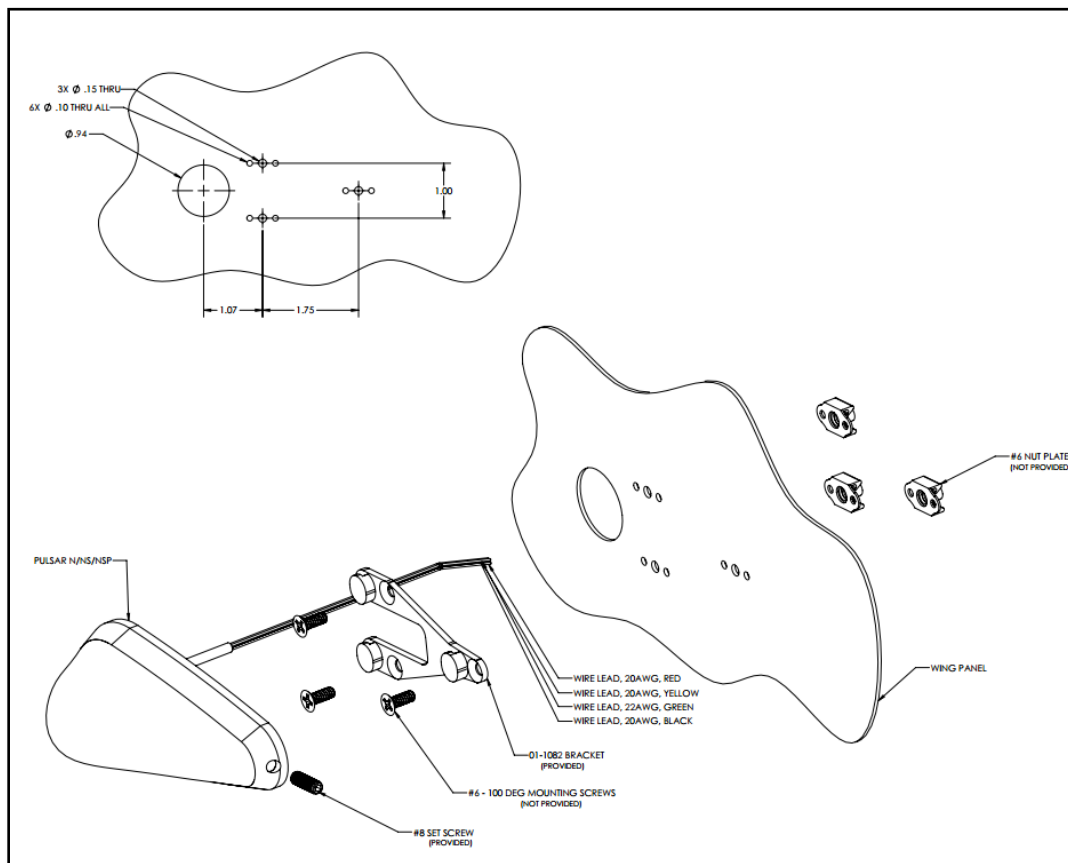 3X Ø .15 THRU
6X Ø .10 THRU ALL
Ø.94
1.00
1.07
1.75
#6 NUT PLATE
(NOT PROVIDED)
PULSAR N/NS/NSP
WIRE LEAD, 20AWG, RED
WIRE LEAD, 20AWG, YELLOW
WIRE LEAD, 22AWG, GREEN
WIRE LEAD, 20AWG, BLACK
WING PANEL
01-1082 BRACKET
(PROVIDED)
#6 - 100 DEG MOUNTING SCREWS
(NOT PROVIDED)
#8 SET SCREW
(PROVIDED)